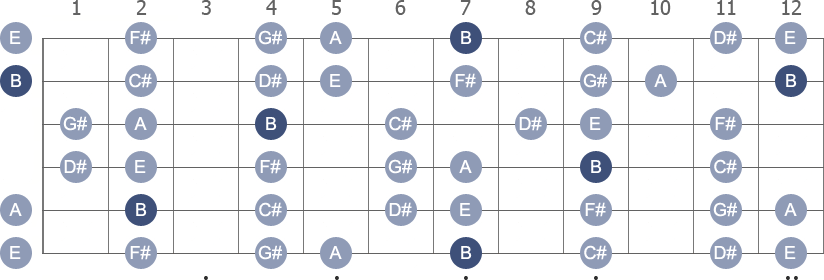 1 2 3 4 5 6 7 8 9 10 11 12
E F# G# A B C# D# E
B C# D# E F# G# A B
G# A B C# D# E F#
D# E F# G# A B C#
A B C# D# E F# G# A
E F# G# A B C# D# E